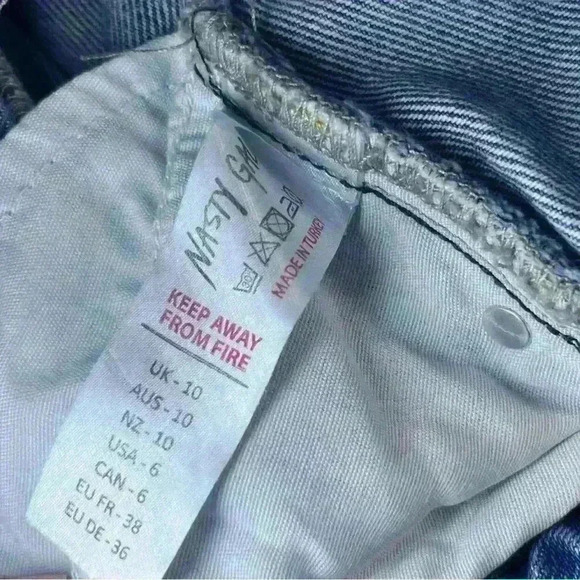 NASTY GAL
30
MADE IN TURKEY
KEEP AWAY
FROM FIRE
UK - 10
AUS - 10
NZ - 10
USA - 6
CAN - 6
EU FR - 38
EU DE - 36